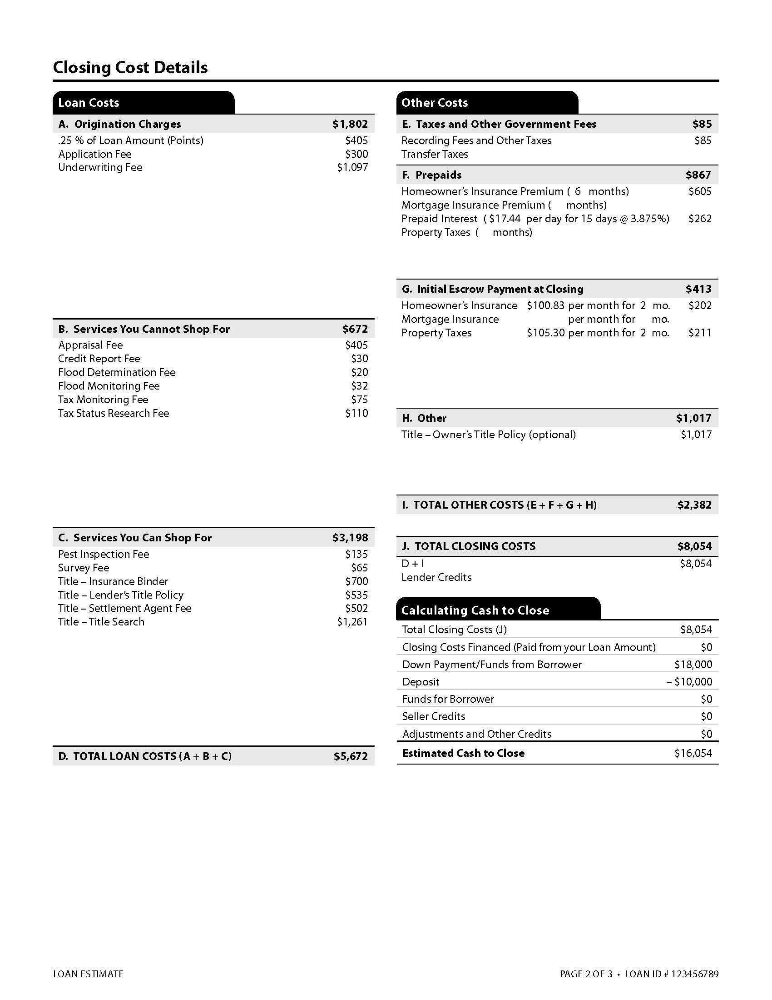 Closing Cost Details
Loan Costs
A. Origination Charges $1,802
.25 % of Loan Amount (Points) $405
Application Fee $300
Underwriting Fee $1,097
B. Services You Cannot Shop For $672
Appraisal Fee $405
Credit Report Fee $30
Flood Determination Fee $20
Flood Monitoring Fee $32
Tax Monitoring Fee $75
Tax Status Research Fee $110
C. Services You Can Shop For $3,198
Pest Inspection Fee $135
Survey Fee $65
Title – Insurance Binder $700
Title – Lender’s Title Policy $535
Title – Settlement Agent Fee $502
Title – Title Search $1,261
D. TOTAL LOAN COSTS (A + B + C) $5,672
Other Costs
E. Taxes and Other Government Fees $85
Recording Fees and Other Taxes $85
Transfer Taxes
F. Prepaids $867
Homeowner’s Insurance Premium ( 6 months) $605
Mortgage Insurance Premium ( months)
Prepaid Interest ( $17.44 per day for 15 days @ 3.875%) $262
Property Taxes ( months)
G. Initial Escrow Payment at Closing $413
Homeowner’s Insurance $100.83 per month for 2 mo. $202
Mortgage Insurance per month for mo.
Property Taxes $105.30 per month for 2 mo. $211
H. Other $1,017
Title – Owner’s Title Policy (optional) $1,017
I. TOTAL OTHER COSTS (E + F + G + H) $2,382
J. TOTAL CLOSING COSTS $8,054
D + I $8,054
Lender Credits
Calculating Cash to Close
Total Closing Costs (J) $8,054
Closing Costs Financed (Paid from your Loan Amount) $0
Down Payment/Funds from Borrower $18,000
Deposit – $10,000
Funds for Borrower $0
Seller Credits $0
Adjustments and Other Credits $0
Estimated Cash to Close $16,054
LOAN ESTIMATE PAGE 2 OF 3 • LOAN ID # 123456789